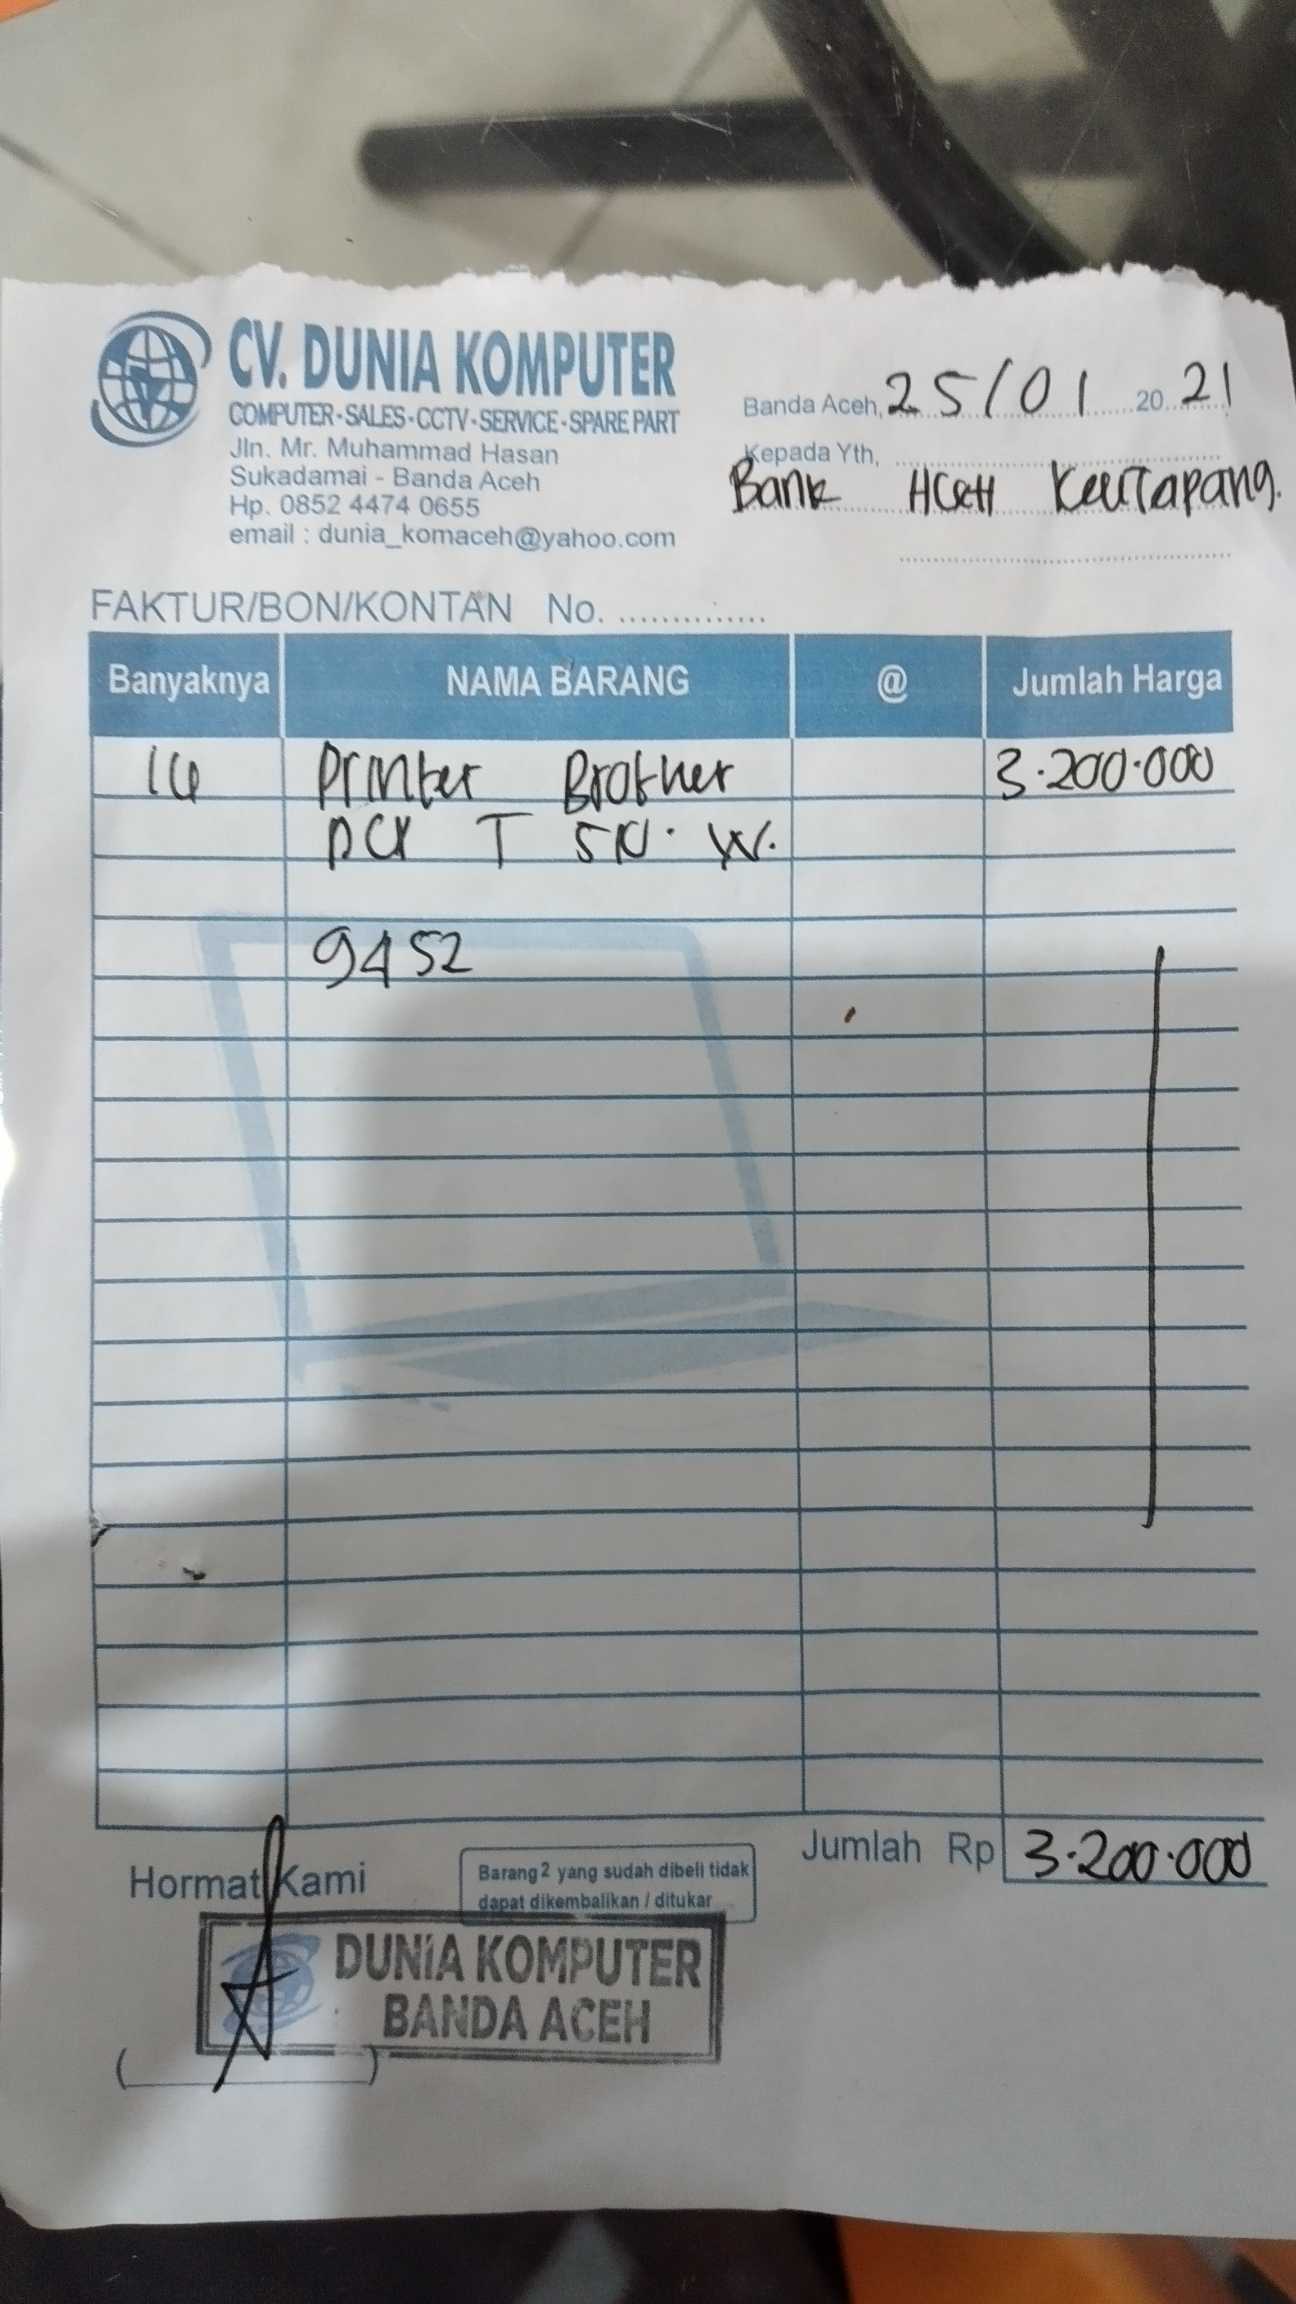 CV. DUNIA KOMPUTER
COMPUTER - SALES - CCTV - SERVICE - SPARE PART
Jln. Mr. Muhammad Hasan
Sukadamai - Banda Aceh
Hp. 0852 4474 0655
email : dunia_komaceh@yahoo.com
Banda Aceh, 25/01 20 21
Kepada Yth,
Bank Aceh Keutapang.
FAKTUR/BON/KONTAN No. ..............
Banyaknya NAMA BARANG @ Jumlah Harga
Printer Brother 3.200.000
DCP T W.
9452
Jumlah Rp 3.200.000
Hormat Kami
Barang2 yang sudah dibeli tidak
dapat dikembalikan / ditukar
DUNIA KOMPUTER
BANDA ACEH